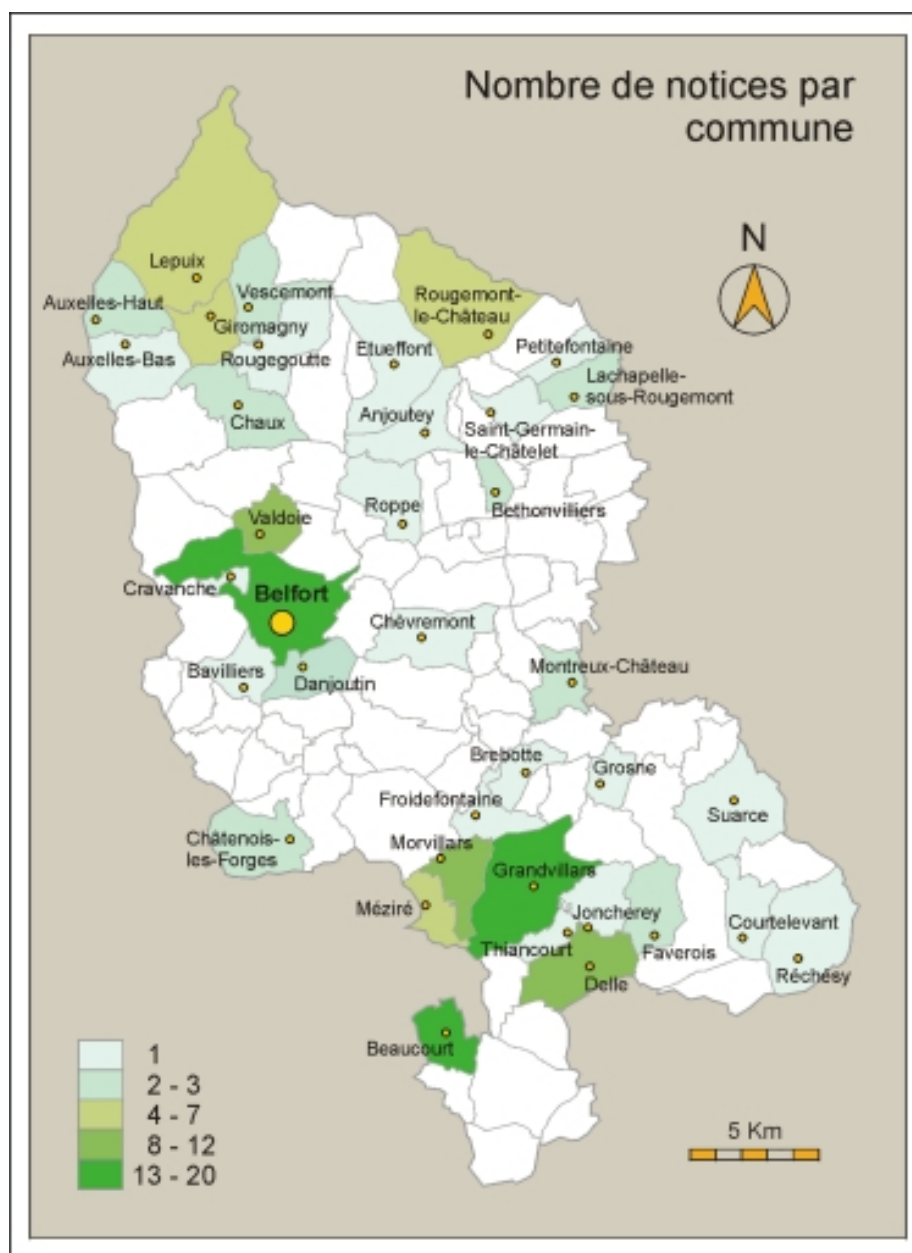 Nombre de notices par
commune
N
Lepuix
Auxelles-Haut
Vescemont
Rougemont-
le-Château
Giromagny
Auxelles-Bas
Rougegoutte
Etueffont
Petitefontaine
Lachapelle-
sous-Rougemont
Chaux
Anjoutey
Saint-Germain-
le-Châtelet
Roppe
Bethonvilliers
Valdoie
Cravanche
Belfort
Chèvremont
Bavilliers
Danjoutin
Montreux-Château
Brebotte
Grosne
Froidefontaine
Suarce
Châtenois-
les-Forges
Morvillars
Grandvillars
Méziré
Joncherey
Courtelevant
Thiancourt
Faverois
Réchésy
Delle
Beaucourt
1
2 - 3
4 - 7
8 - 12
13 - 20
5 Km